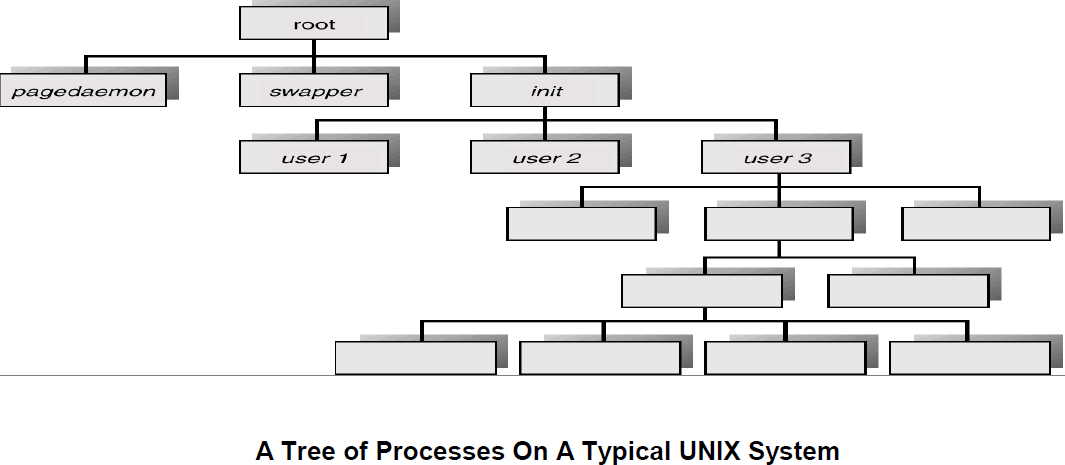 root
pagedaemon
swapper
init
user 1
user 2
user 3
A Tree of Processes On A Typical UNIX System